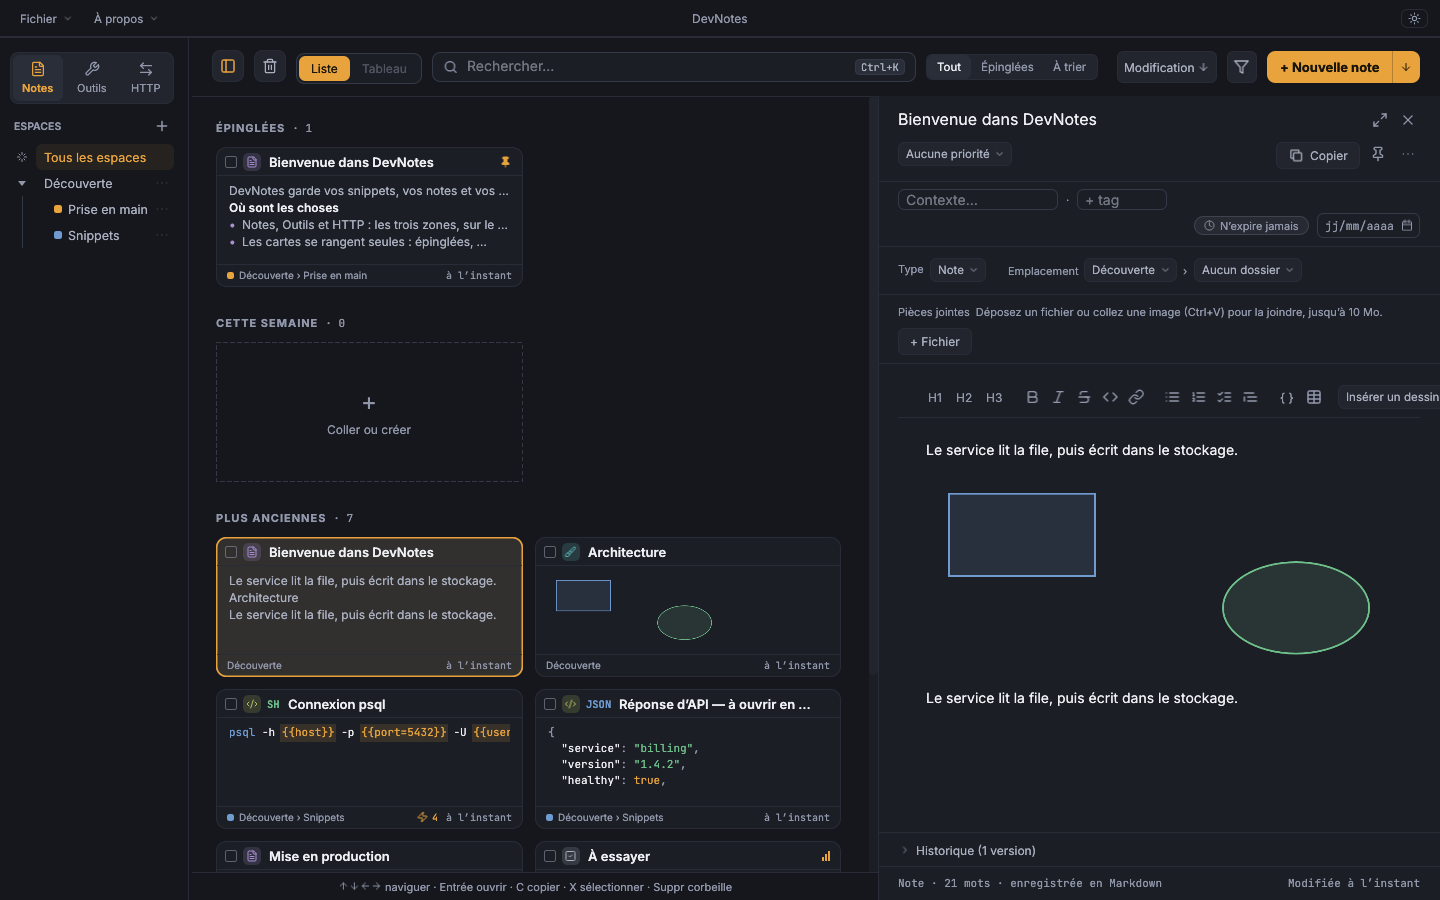 Fichier
À propos
DevNotes
Notes
Outils
HTTP
Liste
Tableau
Rechercher...
Ctrl+K
Tout
Épinglées
À trier
Modification
+ Nouvelle note
ESPACES
Tous les espaces
Découverte
Prise en main
Snippets
ÉPINGLÉES · 1
Bienvenue dans DevNotes
DevNotes garde vos snippets, vos notes et vos ...
Où sont les choses
• Notes, Outils et HTTP : les trois zones, sur le ...
• Les cartes se rangent seules : épinglées, ...
Découverte › Prise en main
à l’instant
CETTE SEMAINE · 0
+
Coller ou créer
PLUS ANCIENNES · 7
Bienvenue dans DevNotes
Le service lit la file, puis écrit dans le stockage.
Architecture
Le service lit la file, puis écrit dans le stockage.
Découverte
à l’instant
Architecture
Découverte
à l’instant
SH Connexion psql
psql -h {{host}} -p {{port=5432}} -U {{user
Découverte › Snippets
4 à l’instant
JSON Réponse d’API — à ouvrir en ...
{
"service": "billing",
"version": "1.4.2",
"healthy": true,
Découverte › Snippets
à l’instant
Mise en production
À essayer
↑↓←→ naviguer · Entrée ouvrir · C copier · X sélectionner · Suppr corbeille
Bienvenue dans DevNotes
Aucune priorité
Copier
Contexte...
·
+ tag
N’expire jamais
jj/mm/aaaa
Type
Note
Emplacement
Découverte
›
Aucun dossier
Pièces jointes Déposez un fichier ou collez une image (Ctrl+V) pour la joindre, jusqu’à 10 Mo.
+ Fichier
H1 H2 H3 B I S <> { }
Insérer un dessin
Le service lit la file, puis écrit dans le stockage.
Le service lit la file, puis écrit dans le stockage.
Historique (1 version)
Note · 21 mots · enregistrée en Markdown
Modifiée à l’instant